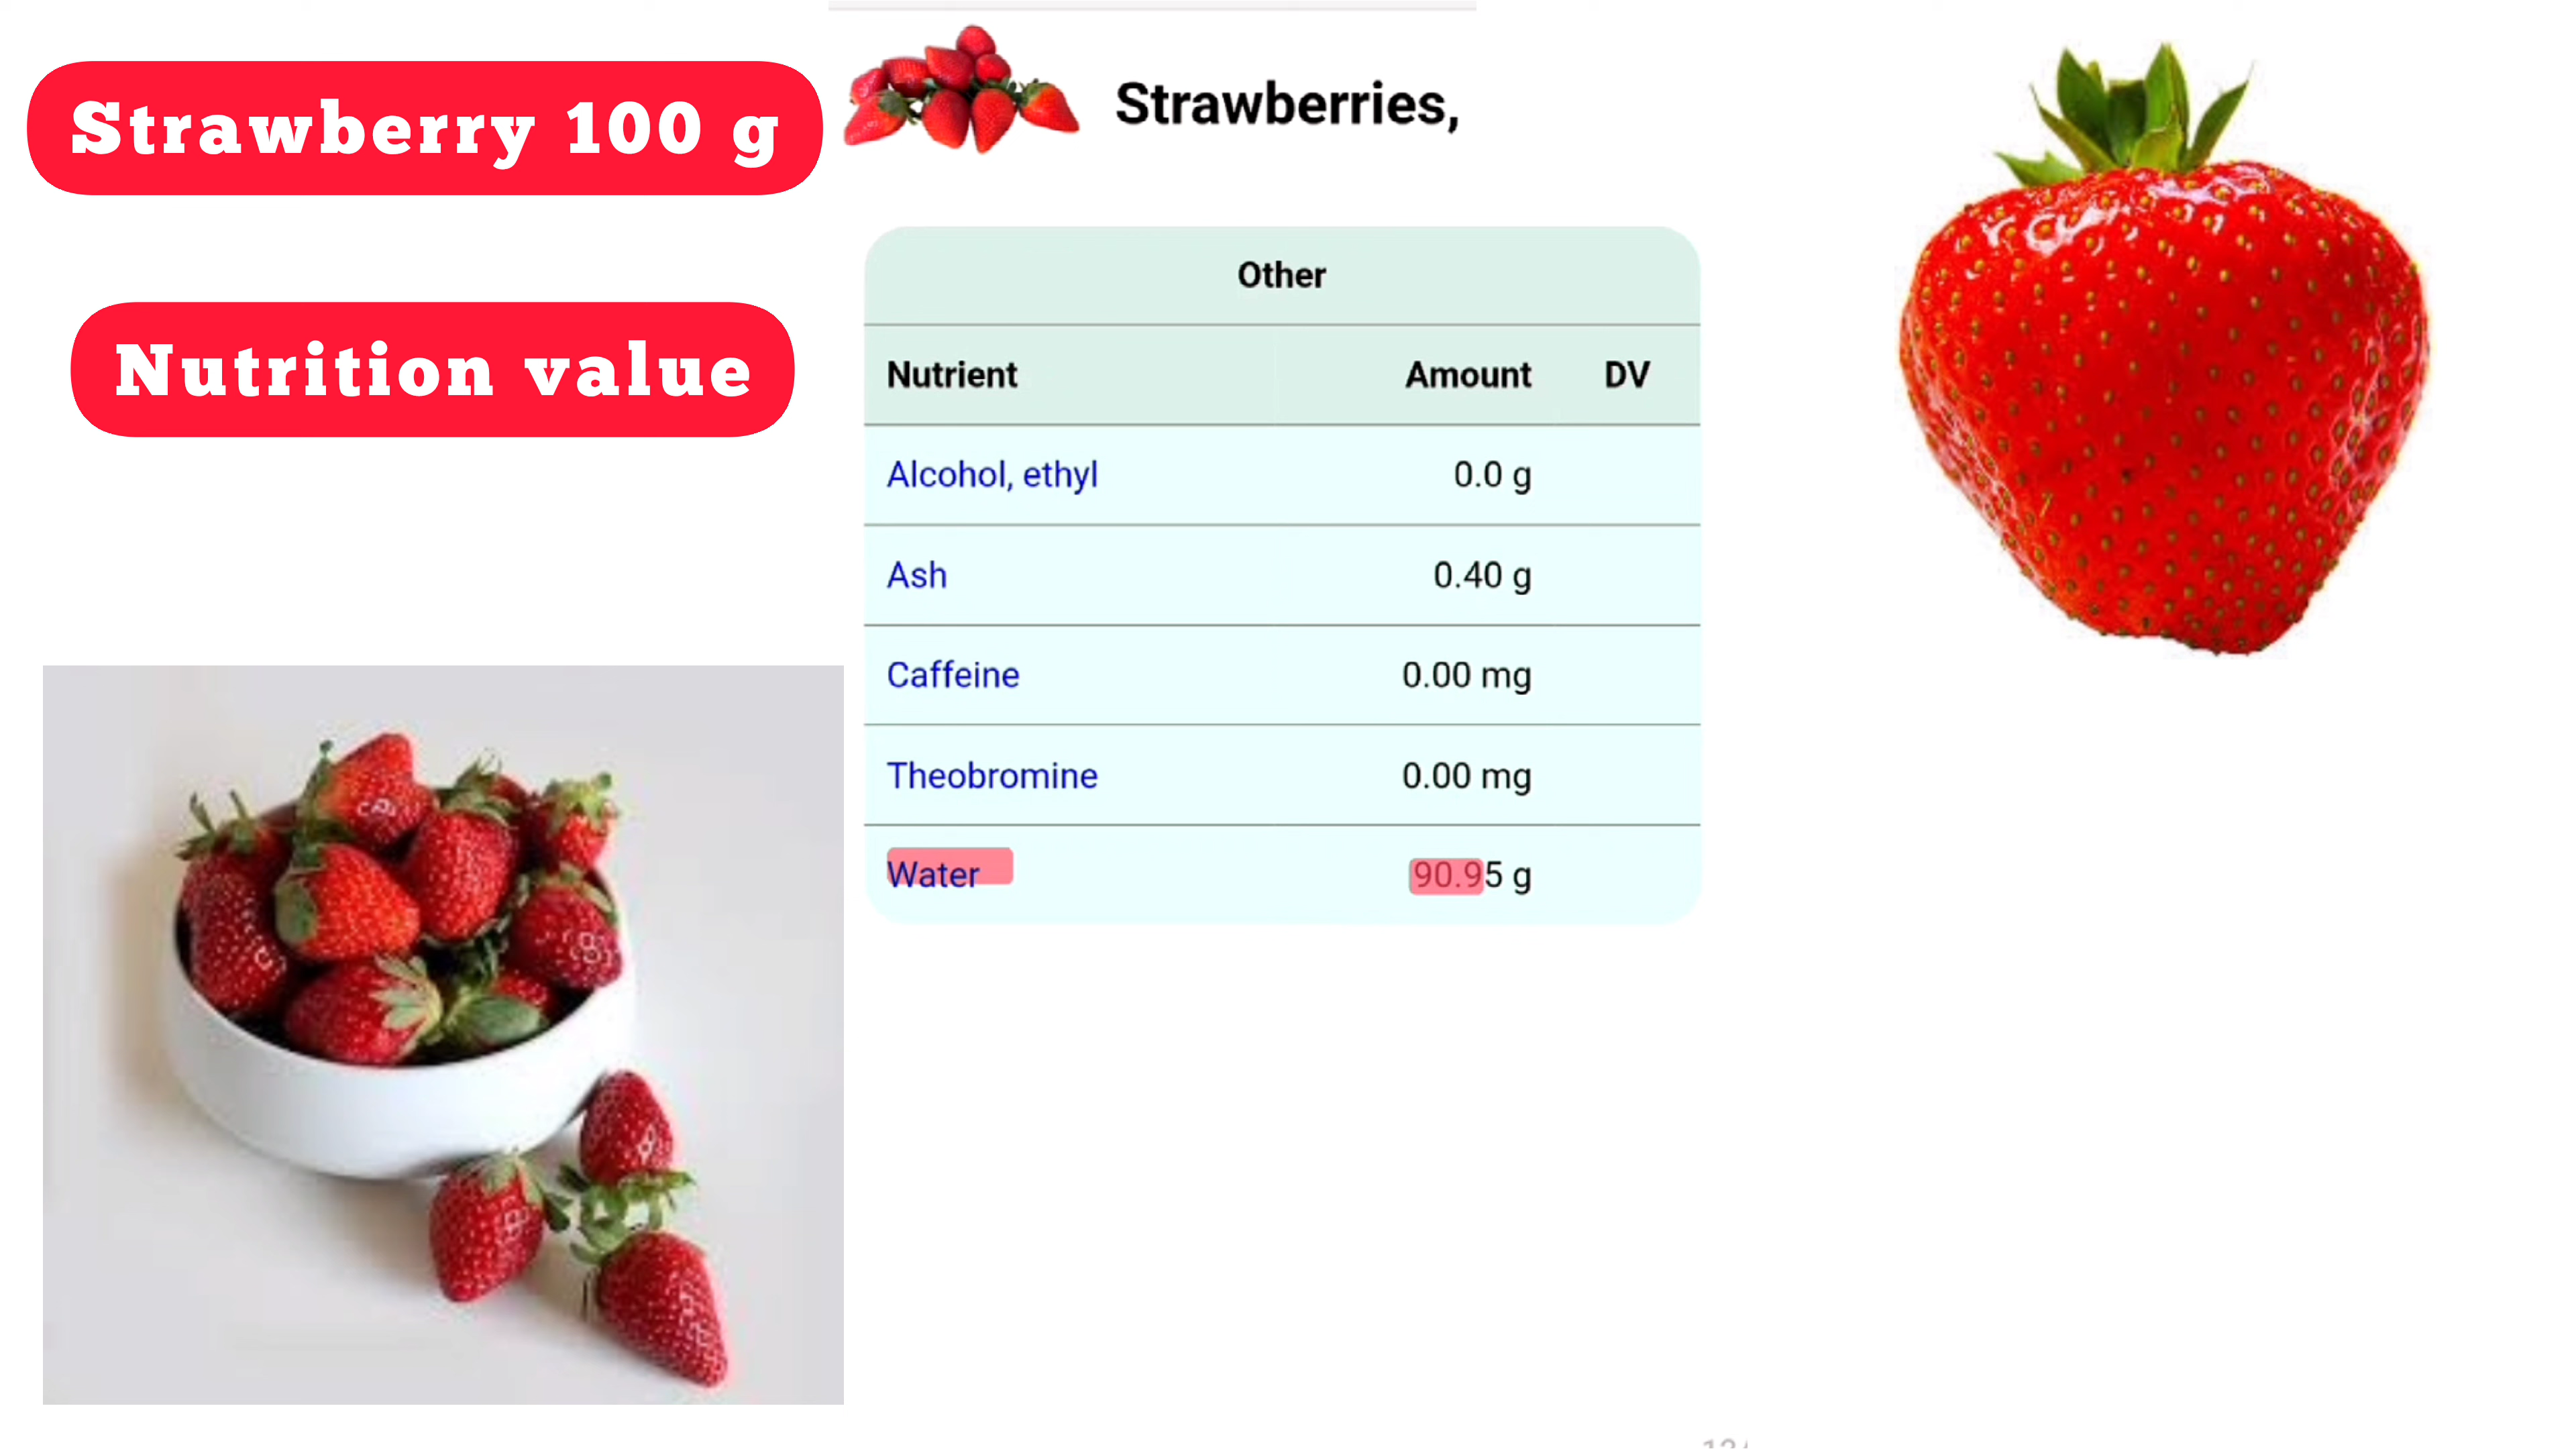 Strawberry 100 g
Nutrition value
Strawberries,
Other
Nutrient Amount DV
Alcohol, ethyl 0.0 g
Ash 0.40 g
Caffeine 0.00 mg
Theobromine 0.00 mg
Water 90.95 g